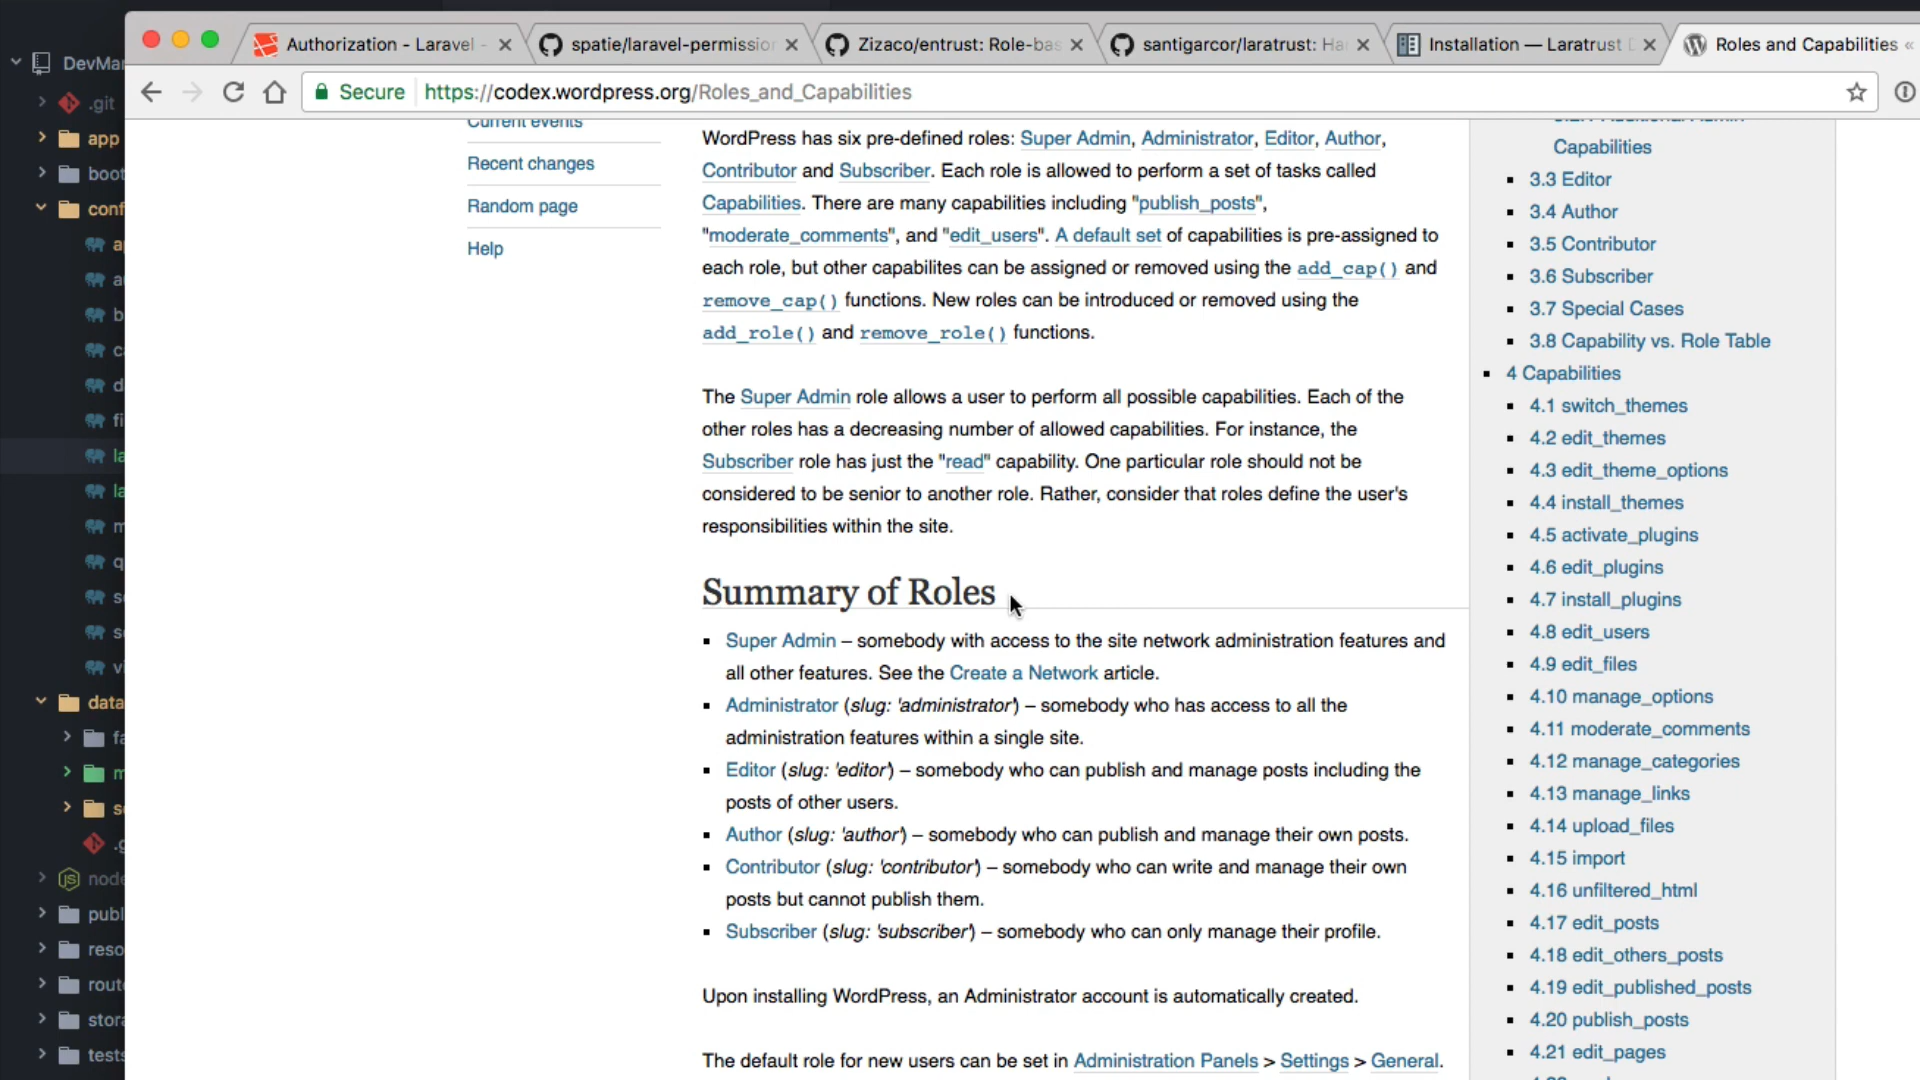 Authorization - Laravel -
spatie/laravel-permission
Zizaco/entrust: Role-bas
santigarcor/laratrust: Ha
Installation — Laratrust D
Roles and Capabilities «
Secure
https://codex.wordpress.org/Roles_and_Capabilities
DevMar
.git
app
boot
conf
data
node
publ
reso
route
stora
tests
Current events
Recent changes
Random page
Help
WordPress has six pre-defined roles: Super Admin, Administrator, Editor, Author,
Contributor and Subscriber. Each role is allowed to perform a set of tasks called
Capabilities. There are many capabilities including "publish_posts",
"moderate_comments", and "edit_users". A default set of capabilities is pre-assigned to
each role, but other capabilites can be assigned or removed using the add_cap() and
remove_cap() functions. New roles can be introduced or removed using the
add_role() and remove_role() functions.
The Super Admin role allows a user to perform all possible capabilities. Each of the
other roles has a decreasing number of allowed capabilities. For instance, the
Subscriber role has just the "read" capability. One particular role should not be
considered to be senior to another role. Rather, consider that roles define the user's
responsibilities within the site.
Summary of Roles
Super Admin – somebody with access to the site network administration features and
all other features. See the Create a Network article.
Administrator (slug: 'administrator') – somebody who has access to all the
administration features within a single site.
Editor (slug: 'editor') – somebody who can publish and manage posts including the
posts of other users.
Author (slug: 'author') – somebody who can publish and manage their own posts.
Contributor (slug: 'contributor') – somebody who can write and manage their own
posts but cannot publish them.
Subscriber (slug: 'subscriber') – somebody who can only manage their profile.
Upon installing WordPress, an Administrator account is automatically created.
The default role for new users can be set in Administration Panels > Settings > General.
Capabilities
3.3 Editor
3.4 Author
3.5 Contributor
3.6 Subscriber
3.7 Special Cases
3.8 Capability vs. Role Table
4 Capabilities
4.1 switch_themes
4.2 edit_themes
4.3 edit_theme_options
4.4 install_themes
4.5 activate_plugins
4.6 edit_plugins
4.7 install_plugins
4.8 edit_users
4.9 edit_files
4.10 manage_options
4.11 moderate_comments
4.12 manage_categories
4.13 manage_links
4.14 upload_files
4.15 import
4.16 unfiltered_html
4.17 edit_posts
4.18 edit_others_posts
4.19 edit_published_posts
4.20 publish_posts
4.21 edit_pages